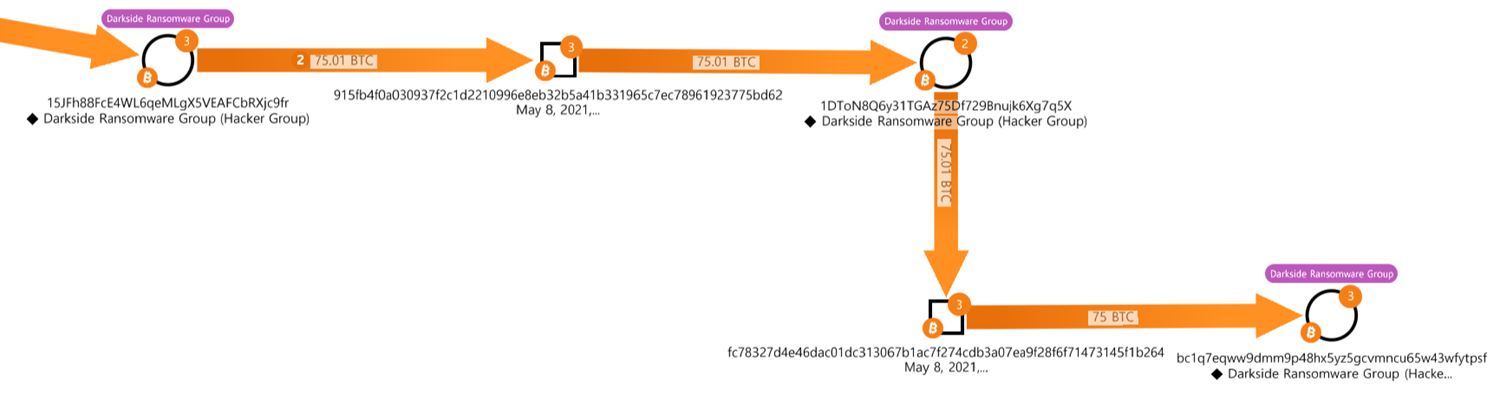 Darkside Ransomware Group
3
15JFh88FcE4WL6qeMLgX5VEAFCbRXjc9fr
◆ Darkside Ransomware Group (Hacker Group)
2 75.01 BTC
3
915fb4f0a030937f2c1d2210996e8eb32b5a41b331965c7ec78961923775bd62
May 8, 2021,...
75.01 BTC
Darkside Ransomware Group
2
1DToN8Q6y31TGAz75Df729Bnujk6Xg7q5X
◆ Darkside Ransomware Group (Hacker Group)
75.01 BTC
3
fc78327d4e46dac01dc313067b1ac7f274cdb3a07ea9f28f6f71473145f1b264
May 8, 2021,...
75 BTC
Darkside Ransomware Group
3
bc1q7eqww9dmm9p48hx5yz5gcvmncu65w43wfytpsf
◆ Darkside Ransomware Group (Hacke...